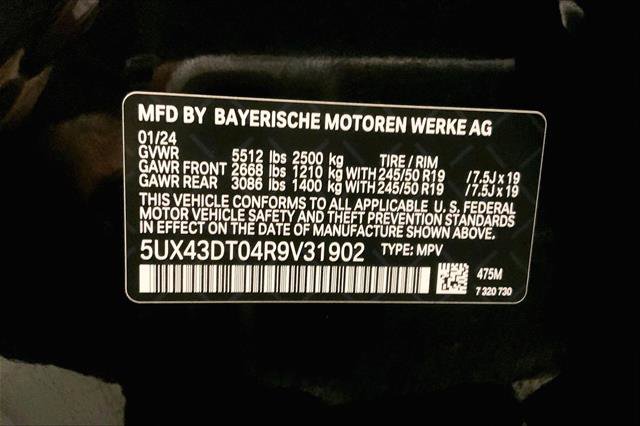 MFD BY BAYERISCHE MOTOREN WERKE AG
01/24
GVWR 5512 lbs 2500 kg TIRE / RIM
GAWR FRONT 2668 lbs 1210 kg WITH 245/50 R19 /7.5J x 19
GAWR REAR 3086 lbs 1400 kg WITH 245/50 R19 /7.5J x 19
THIS VEHICLE CONFORMS TO ALL APPLICABLE U. S. FEDERAL
MOTOR VEHICLE SAFETY AND THEFT PREVENTION STANDARDS
IN EFFECT ON THE DATE OF MANUFACTURE SHOWN ABOVE.
5UX43DT04R9V31902 TYPE: MPV
475M
7 320 730